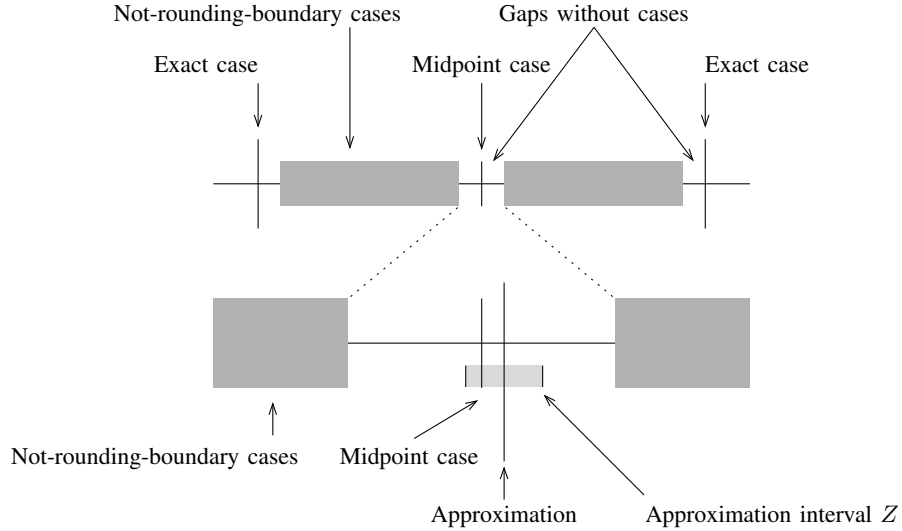 Not-rounding-boundary cases
Gaps without cases
Exact case
Midpoint case
Exact case
Not-rounding-boundary cases
Midpoint case
Approximation
Approximation interval Z